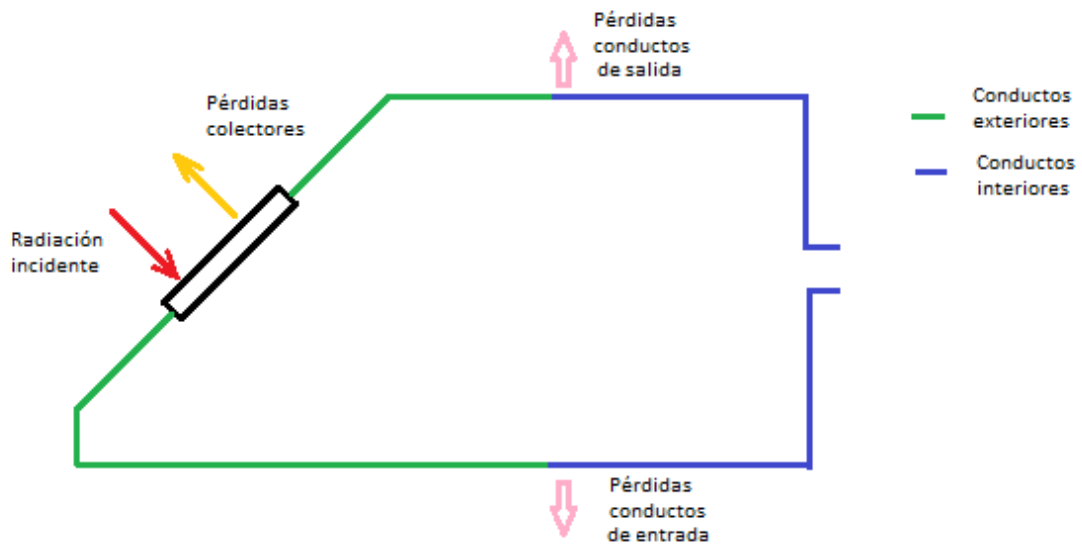 Pérdidas
conductos
de salida
Pérdidas
colectores
Conductos
exteriores
Conductos
interiores
Radiación
incidente
Pérdidas
conductos
de entrada